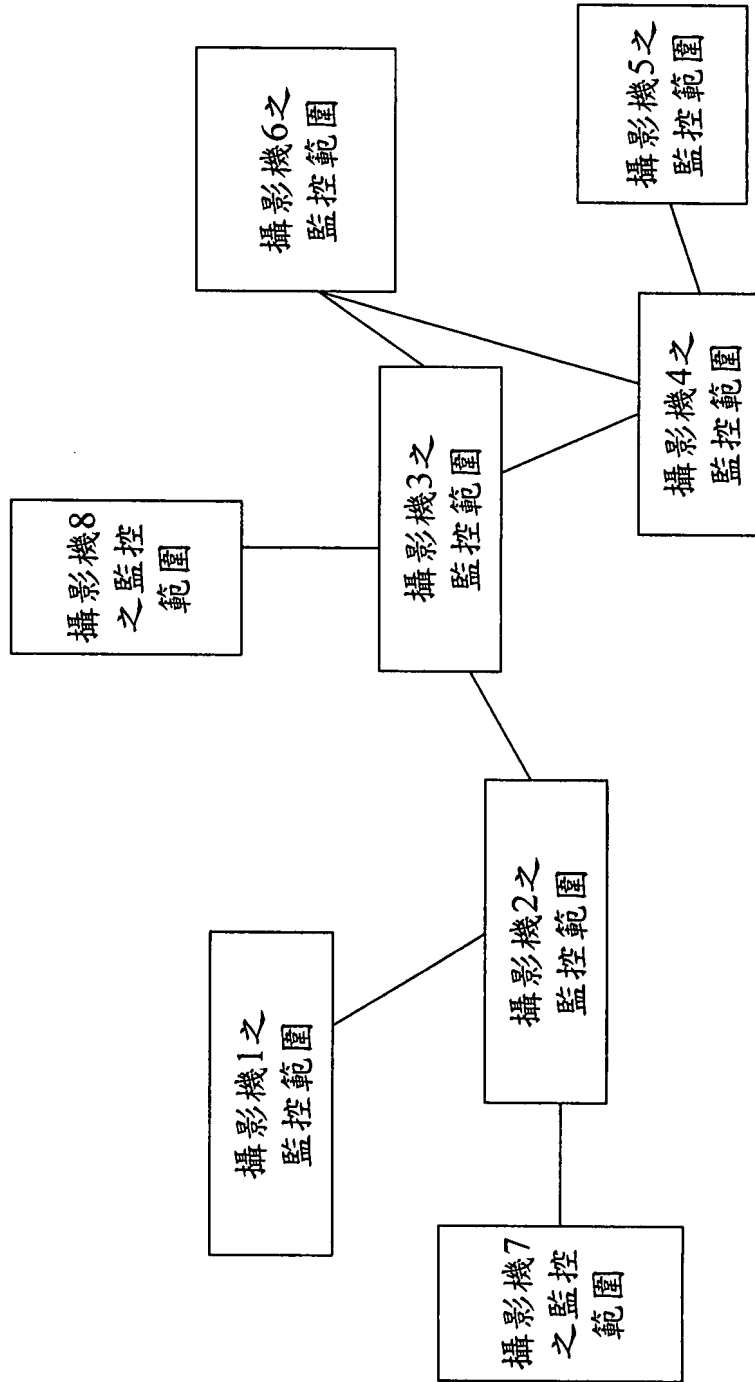 攝影機8
之監控
範圍
攝影機1之
監控範圍
攝影機6之
監控範圍
攝影機3之
監控範圍
攝影機7
之監控
範圍
攝影機2之
監控範圍
攝影機4之
監控範圍
攝影機5之
監控範圍